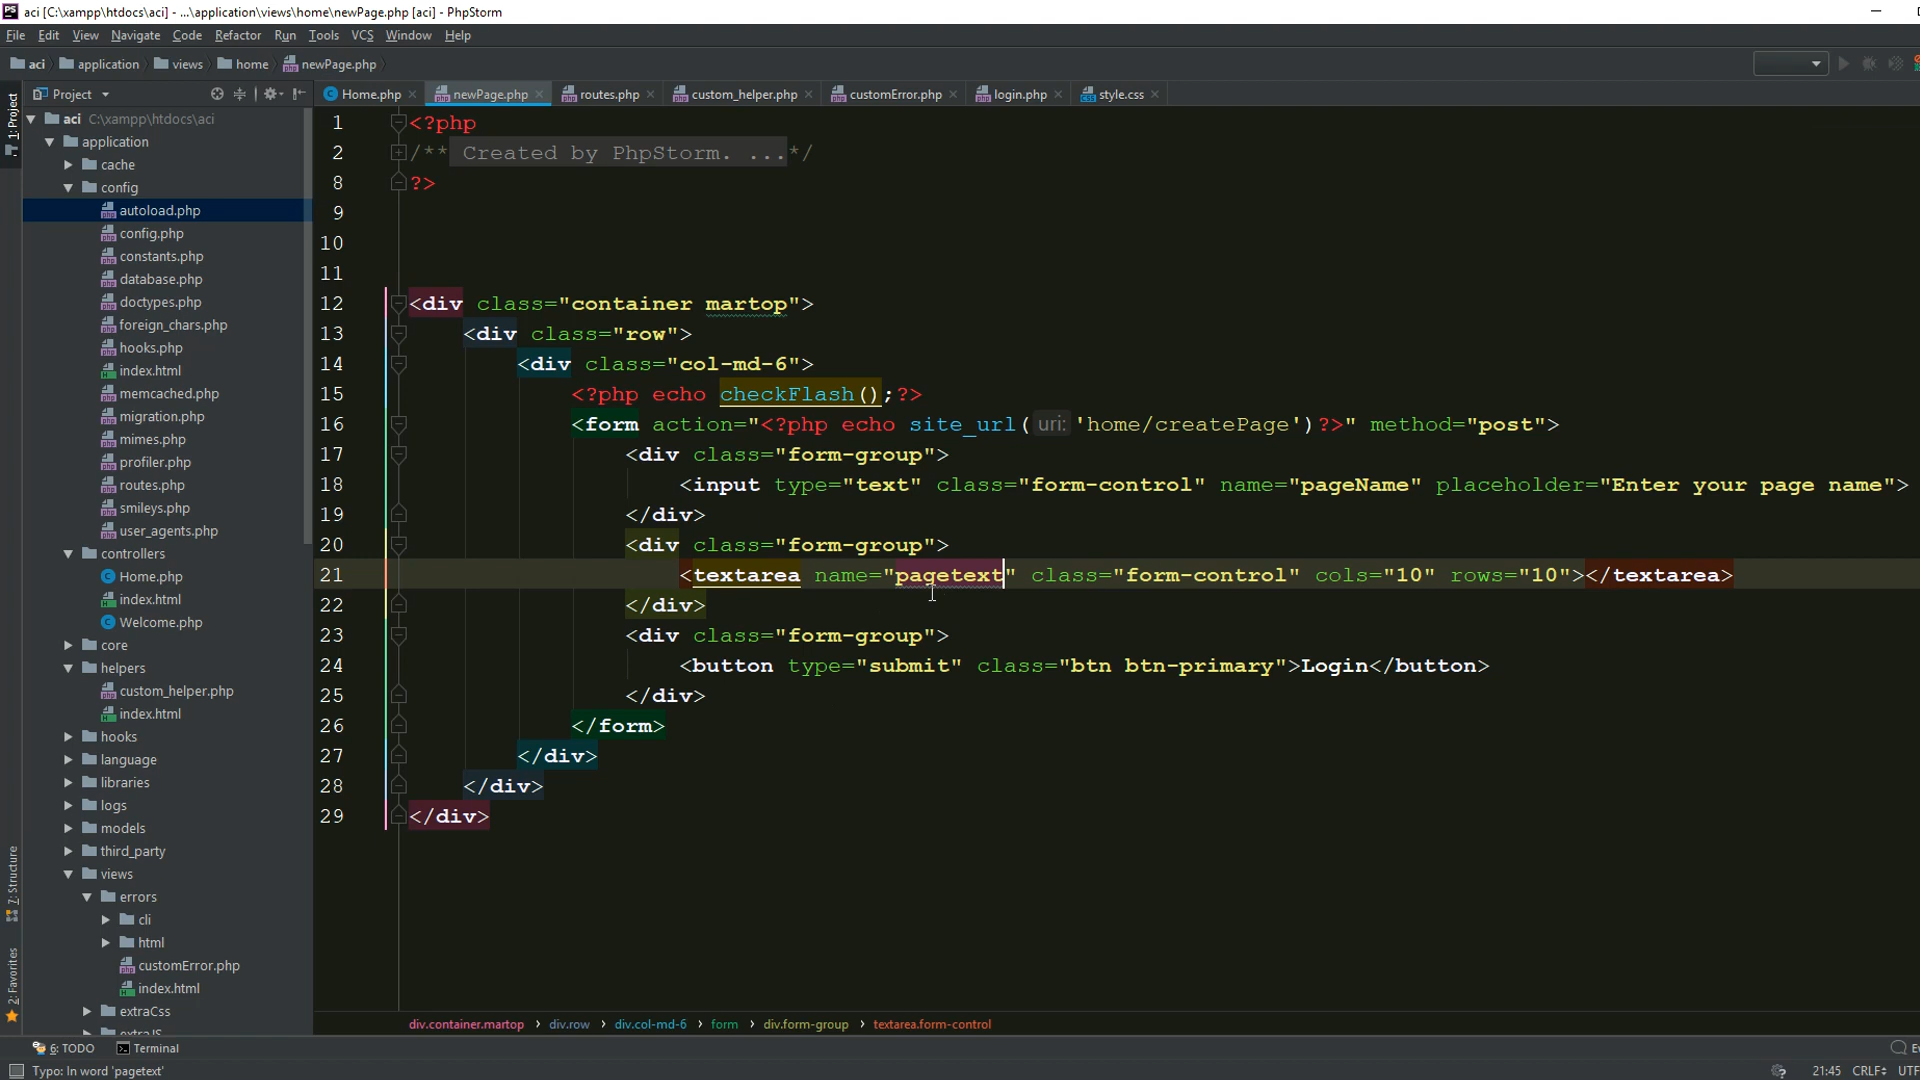 aci [C:\xampp\htdocs\aci] - ...\application\views\home\newPage.php [aci] - PhpStorm
File Edit View Navigate Code Refactor Run Tools VCS Window Help
aci application views home newPage.php
Project
Home.php newPage.php routes.php custom_helper.php customError.php login.php style.css
1: Project
7: Structure
2: Favorites
aci C:\xampp\htdocs\aci
application
cache
config
autoload.php
config.php
constants.php
database.php
doctypes.php
foreign_chars.php
hooks.php
index.html
memcached.php
migration.php
mimes.php
profiler.php
routes.php
smileys.php
user_agents.php
controllers
Home.php
index.html
Welcome.php
core
helpers
custom_helper.php
index.html
hooks
language
libraries
logs
models
third_party
views
errors
cli
html
customError.php
index.html
extraCss
extraJS
1 <?php
2 /** Created by PhpStorm. ...*/
8 ?>
9
10
11
12 <div class="container martop">
13 <div class="row">
14 <div class="col-md-6">
15 <?php echo checkFlash();?>
16 <form action="<?php echo site_url( uri: 'home/createPage')?>" method="post">
17 <div class="form-group">
18 <input type="text" class="form-control" name="pageName" placeholder="Enter your page name">
19 </div>
20 <div class="form-group">
21 <textarea name="pagetext" class="form-control" cols="10" rows="10"></textarea>
22 </div>
23 <div class="form-group">
24 <button type="submit" class="btn btn-primary">Login</button>
25 </div>
26 </form>
27 </div>
28 </div>
29 </div>
div.container.martop div.row div.col-md-6 form div.form-group textarea.form-control
6: TODO Terminal
Typo: In word 'pagetext' 21:45 CRLF UTF